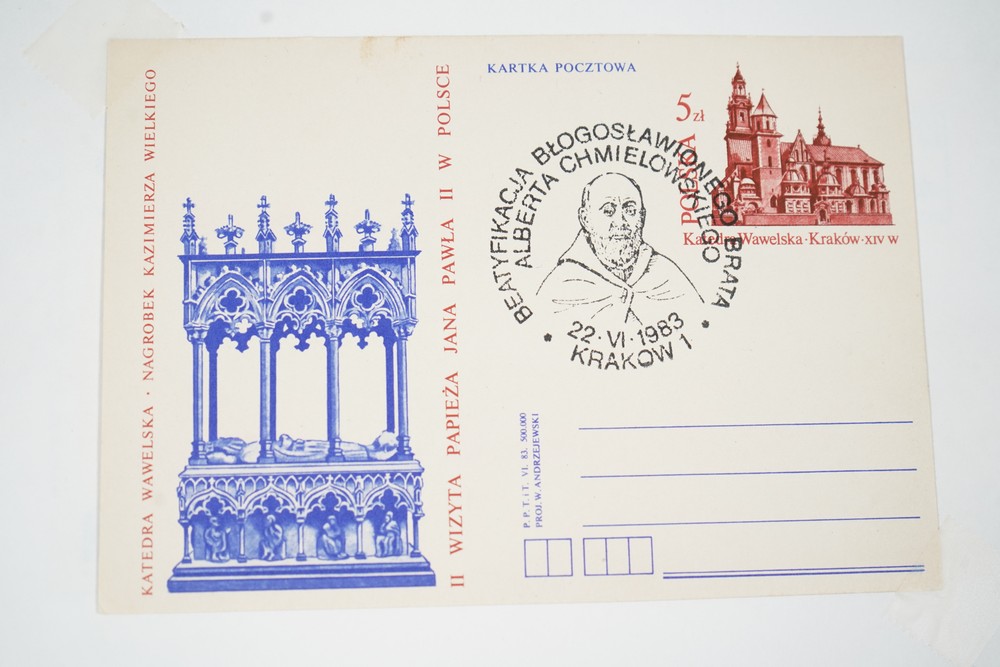 KATEDRA WAWELSKA · NAGROBEK KAZIMIERZA WIELKIEGO
II WIZYTA PAPIEŻA JANA PAWŁA II W POLSCE
KARTKA POCZTOWA
5 zł
POLSKA
Katedra Wawelska · Kraków · XIV w
BEATYFIKACJA BŁOGOSŁAWIONEGO BRATA
ALBERTA CHMIELOWSKIEGO
22·VI·1983
KRAKÓW 1
P. P. T. i T. VI. 83. 500.000
PROJ. W. ANDRZEJEWSKI